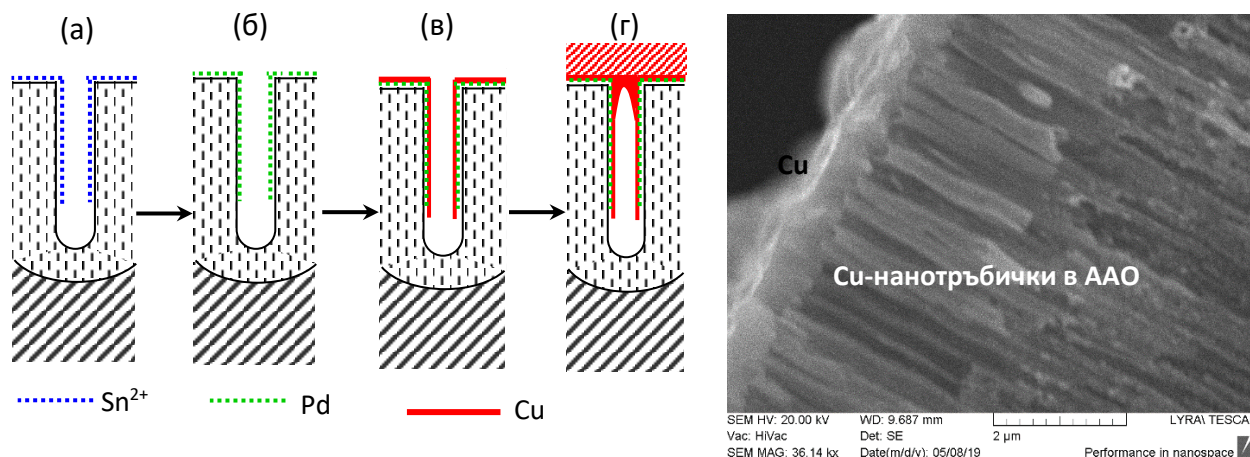 (а) (б) (в) (г)
Sn2+ Pd Cu
Cu
Cu-нанотръбички в ААО
SEM HV: 20.00 kV WD: 9.687 mm LYRA\ TESCA
Vac: HiVac Det: SE 2 µm
SEM MAG: 36.14 kx Date(m/d/y): 05/08/19 Performance in nanospace